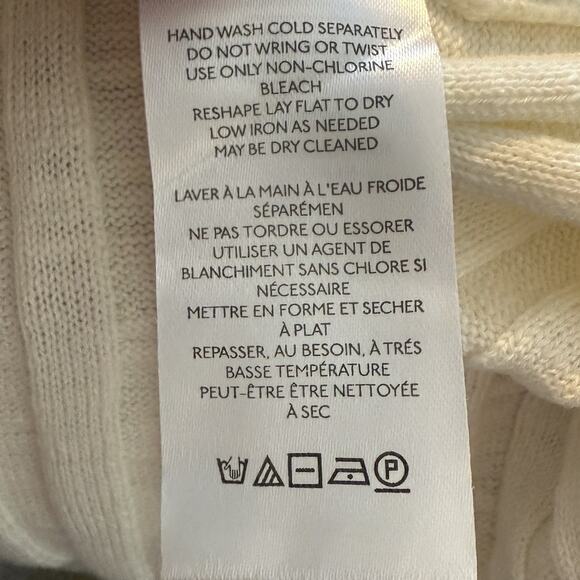 HAND WASH COLD SEPARATELY
DO NOT WRING OR TWIST
USE ONLY NON-CHLORINE
BLEACH
RESHAPE LAY FLAT TO DRY
LOW IRON AS NEEDED
MAY BE DRY CLEANED
LAVER À LA MAIN À L'EAU FROIDE
SÉPARÉMEN
NE PAS TORDRE OU ESSORER
UTILISER UN AGENT DE
BLANCHIMENT SANS CHLORE SI
NÉCESSAIRE
METTRE EN FORME ET SECHER
À PLAT
REPASSER, AU BESOIN, À TRÉS
BASSE TEMPÉRATURE
PEUT-ÊTRE ÊTRE NETTOYÉE
À SEC
P